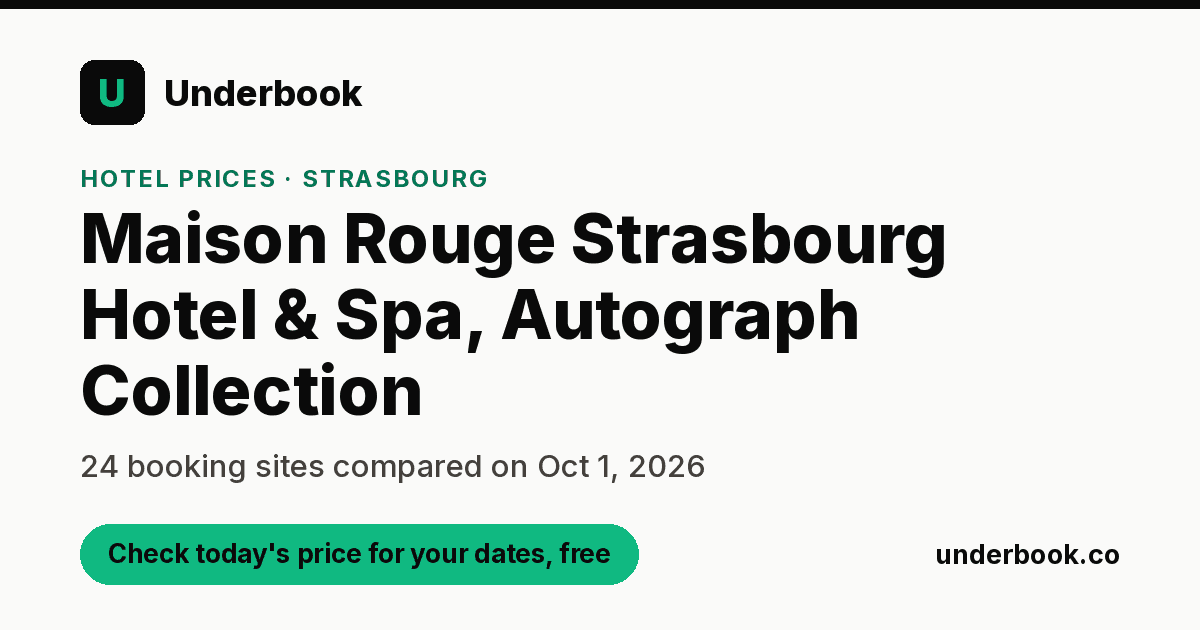 U
Underbook
HOTEL PRICES · STRASBOURG
Maison Rouge Strasbourg
Hotel & Spa, Autograph
Collection
24 booking sites compared on Oct 1, 2026
Check today's price for your dates, free
underbook.co